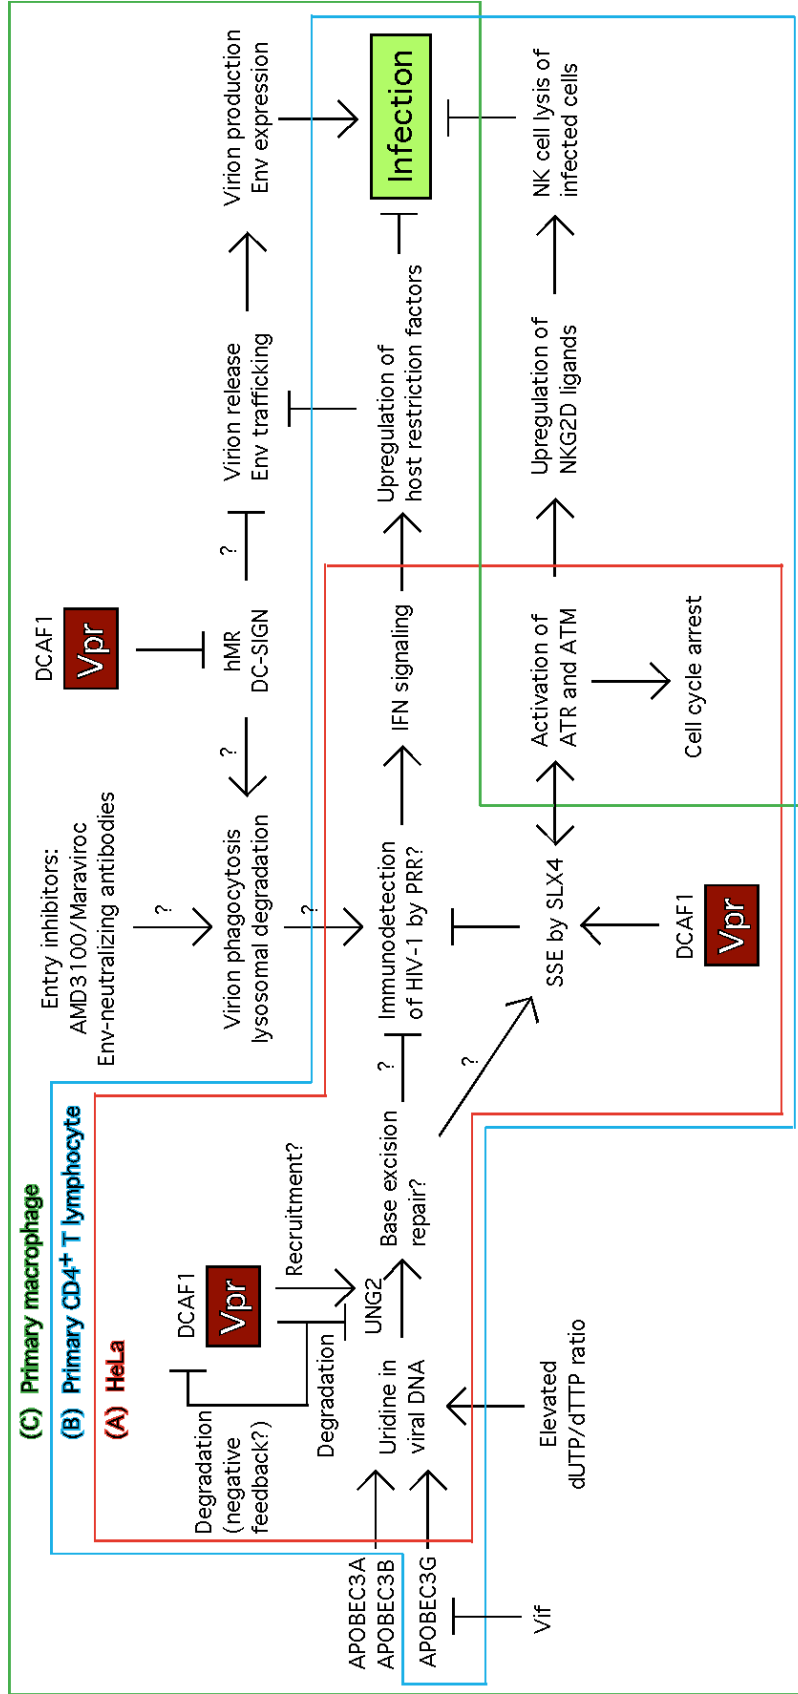 (C) Primary macrophage
(B) Primary CD4+ T lymphocyte
(A) HeLa
Entry inhibitors:
AMD3100/Maraviroc
Env-neutralizing antibodies
?
Virion phagocytosis
lysosomal degradation
?
DCAF1
Vpr
hMR
DC-SIGN
?
?
Virion release
Env trafficking
Virion production
Env expression
Degradation
(negative
feedback?)
DCAF1
Vpr
Degradation
Recruitment?
UNG2
APOBEC3A
APOBEC3B
APOBEC3G
Vif
Uridine in
viral DNA
Elevated
dUTP/dTTP ratio
Base excision
repair?
?
?
Immunodetection
of HIV-1 by PRR?
IFN signaling
Upregulation of
host restriction factors
Infection
SSE by SLX4
DCAF1
Vpr
Activation of
ATR and ATM
Cell cycle arrest
Upregulation of
NKG2D ligands
NK cell lysis of
infected cells